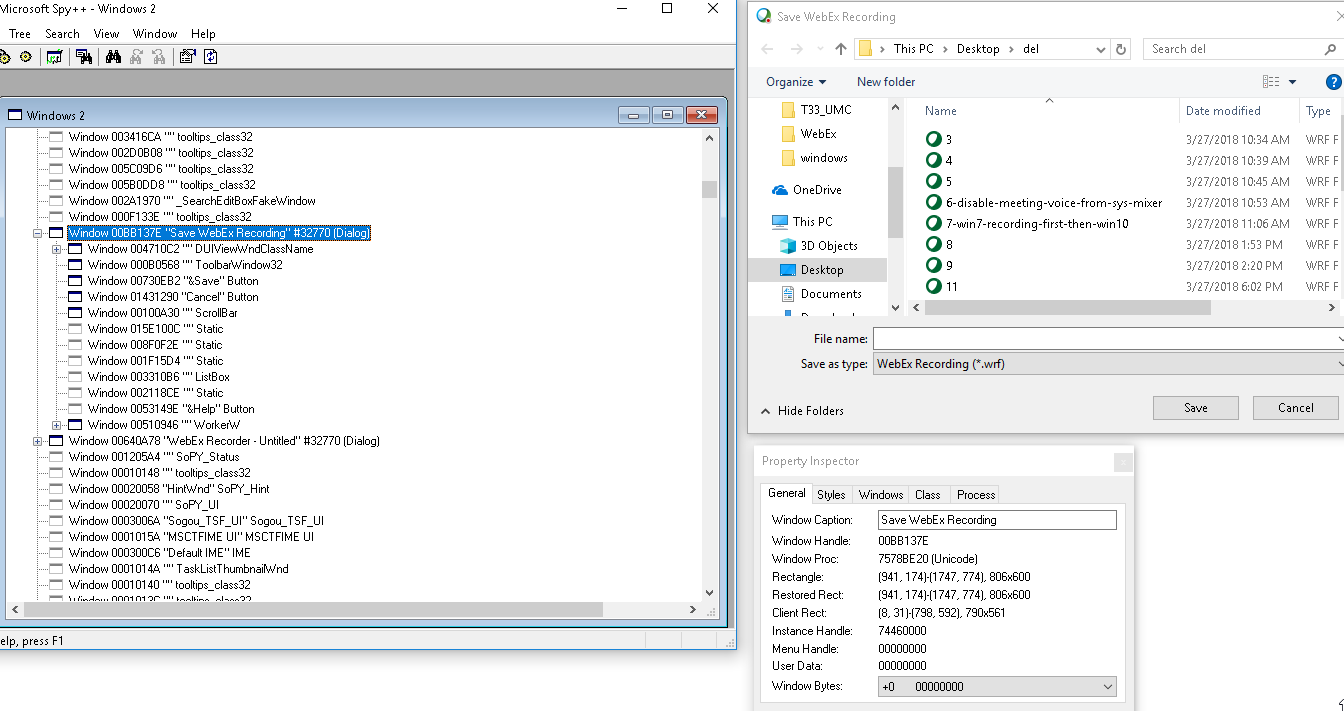 Microsoft Spy++ - Windows 2
Tree Search View Window Help
Windows 2
Window 003416CA "" tooltips_class32
Window 002D0B08 "" tooltips_class32
Window 005C09D6 "" tooltips_class32
Window 005B0DD8 "" tooltips_class32
Window 002A1970 "" _SearchEditBoxFakeWindow
Window 000F133E "" tooltips_class32
Window 00BB137E "Save WebEx Recording" #32770 (Dialog)
Window 004710C2 "" DUIViewWndClassName
Window 000B0568 "" ToolbarWindow32
Window 00730EB2 "&Save" Button
Window 01431290 "Cancel" Button
Window 00100A30 "" ScrollBar
Window 015E100C "" Static
Window 008F0F2E "" Static
Window 001F15D4 "" Static
Window 003310B6 "" ListBox
Window 002118CE "" Static
Window 0053149E "&Help" Button
Window 00510946 "" WorkerW
Window 00640A78 "WebEx Recorder - Untitled" #32770 (Dialog)
Window 001205A4 "" SoPY_Status
Window 00010148 "" tooltips_class32
Window 00020058 "HintWnd" SoPY_Hint
Window 00020070 "" SoPY_UI
Window 0003006A "Sogou_TSF_UI" Sogou_TSF_UI
Window 0001015A "MSCTFIME UI" MSCTFIME UI
Window 000300C6 "Default IME" IME
Window 0001014A "" TaskListThumbnailWnd
Window 00010140 "" tooltips_class32
Window 0001013C "" tooltips_class32
elp, press F1
Save WebEx Recording
This PC > Desktop > del
Search del
Organize
New folder
T33_UMC
WebEx
windows
OneDrive
This PC
3D Objects
Desktop
Documents
Name Date modified Type
3 3/27/2018 10:34 AM WRF F
4 3/27/2018 10:39 AM WRF F
5 3/27/2018 10:45 AM WRF F
6-disable-meeting-voice-from-sys-mixer 3/27/2018 10:53 AM WRF F
7-win7-recording-first-then-win10 3/27/2018 11:06 AM WRF F
8 3/27/2018 1:53 PM WRF F
9 3/27/2018 2:20 PM WRF F
11 3/27/2018 6:02 PM WRF F
File name:
Save as type: WebEx Recording (*.wrf)
Hide Folders
Save
Cancel
Property Inspector
General Styles Windows Class Process
Window Caption: Save WebEx Recording
Window Handle: 00BB137E
Window Proc: 7578BE20 (Unicode)
Rectangle: (941, 174)-(1747, 774), 806x600
Restored Rect: (941, 174)-(1747, 774), 806x600
Client Rect: (8, 31)-(798, 592), 790x561
Instance Handle: 74460000
Menu Handle: 00000000
User Data: 00000000
Window Bytes: +0 00000000